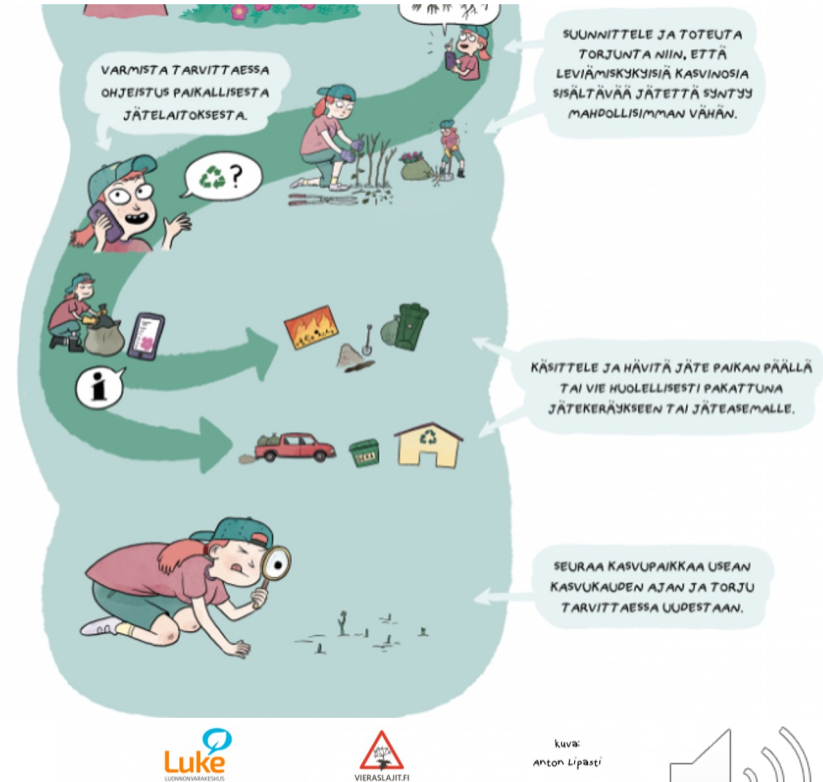 SUUNNITTELE JA TOTEUTA
TORJUNTA NIIN, ETTÄ
LEVIÄMISKYKYISIÄ KASVINOSIA
SISÄLTÄVÄÄ JÄTETTÄ SYNTYY
MAHDOLLISIMMAN VÄHÄN.
VARMISTA TARVITTAESSA
OHJEISTUS PAIKALLISESTA
JÄTELAITOKSESTA.
?
i
KÄSITTELE JA HÄVITÄ JÄTE PAIKAN PÄÄLLÄ
TAI VIE HUOLELLISESTI PAKATTUNA
JÄTEKERÄYKSEEN TAI JÄTEASEMALLE.
SEKA
SEURAA KASVUPAIKKAA USEAN
KASVUKAUDEN AJAN JA TORJU
TARVITTAESSA UUDESTAAN.
Luke
LUONNONVARAKESKUS
VIERASLAJIT.FI
kuva:
Anton Lipasti